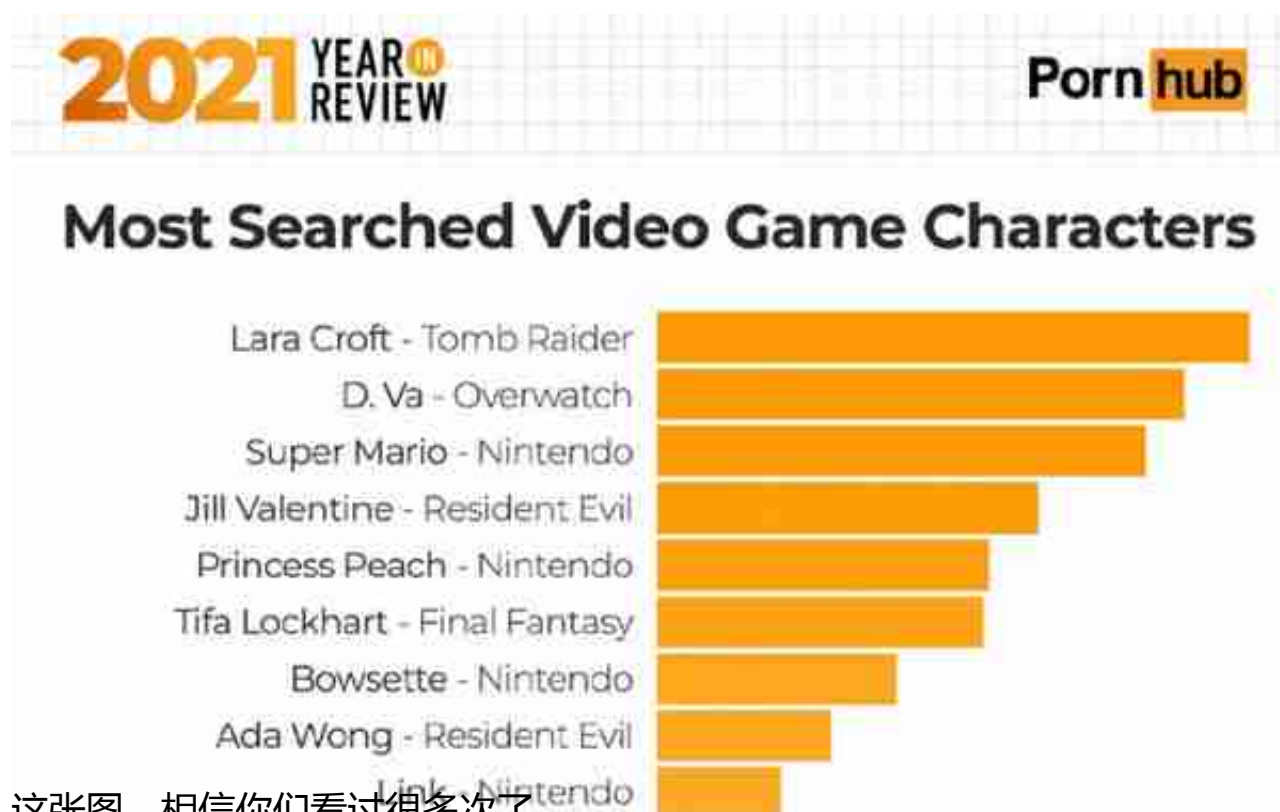 2021 YEAR IN REVIEW
Pornhub
Most Searched Video Game Characters
Lara Croft - Tomb Raider
D. Va - Overwatch
Super Mario - Nintendo
Jill Valentine - Resident Evil
Princess Peach - Nintendo
Tifa Lockhart - Final Fantasy
Bowsette - Nintendo
Ada Wong - Resident Evil
Link - Nintendo
这张图，相信你们看过很多次了